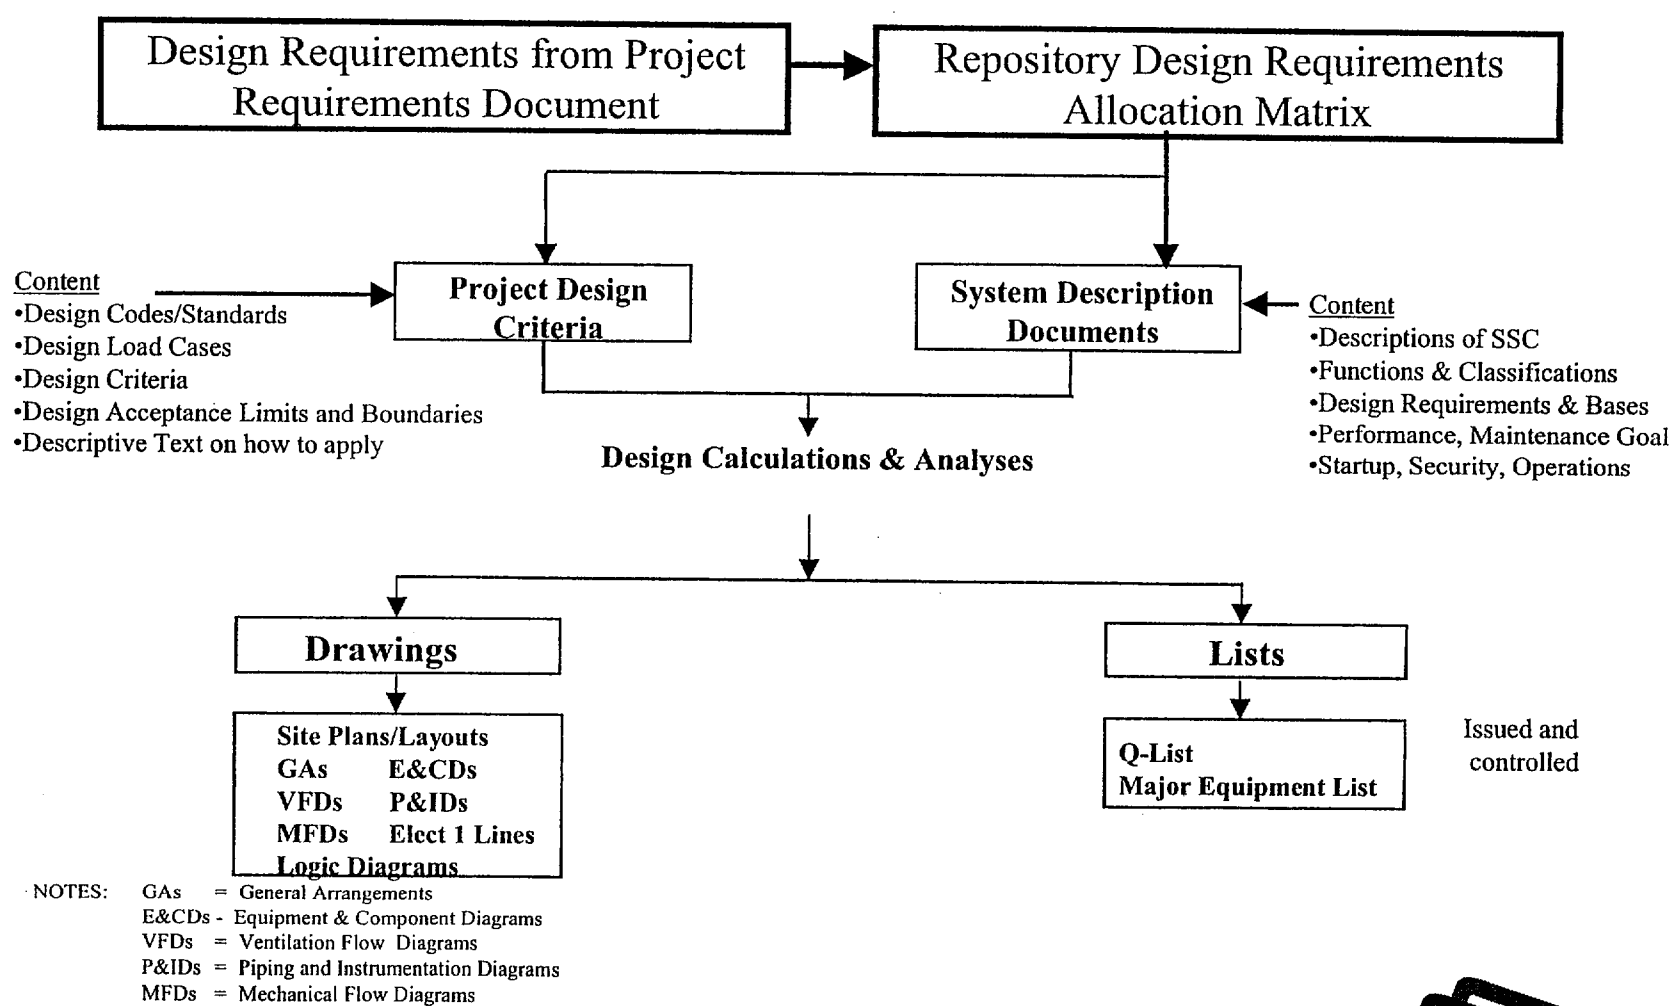 Design Requirements from Project
Requirements Document
Repository Design Requirements
Allocation Matrix
Project Design
Criteria
System Description
Documents
Content
•Design Codes/Standards
•Design Load Cases
•Design Criteria
•Design Acceptance Limits and Boundaries
•Descriptive Text on how to apply
Content
•Descriptions of SSC
•Functions & Classifications
•Design Requirements & Bases
•Performance, Maintenance Goal
•Startup, Security, Operations
Design Calculations & Analyses
Drawings
Lists
Site Plans/Layouts
GAs E&CDs
VFDs P&IDs
MFDs Elect 1 Lines
Logic Diagrams
Q-List
Major Equipment List
Issued and
controlled
NOTES: GAs = General Arrangements
E&CDs - Equipment & Component Diagrams
VFDs = Ventilation Flow Diagrams
P&IDs = Piping and Instrumentation Diagrams
MFDs = Mechanical Flow Diagrams